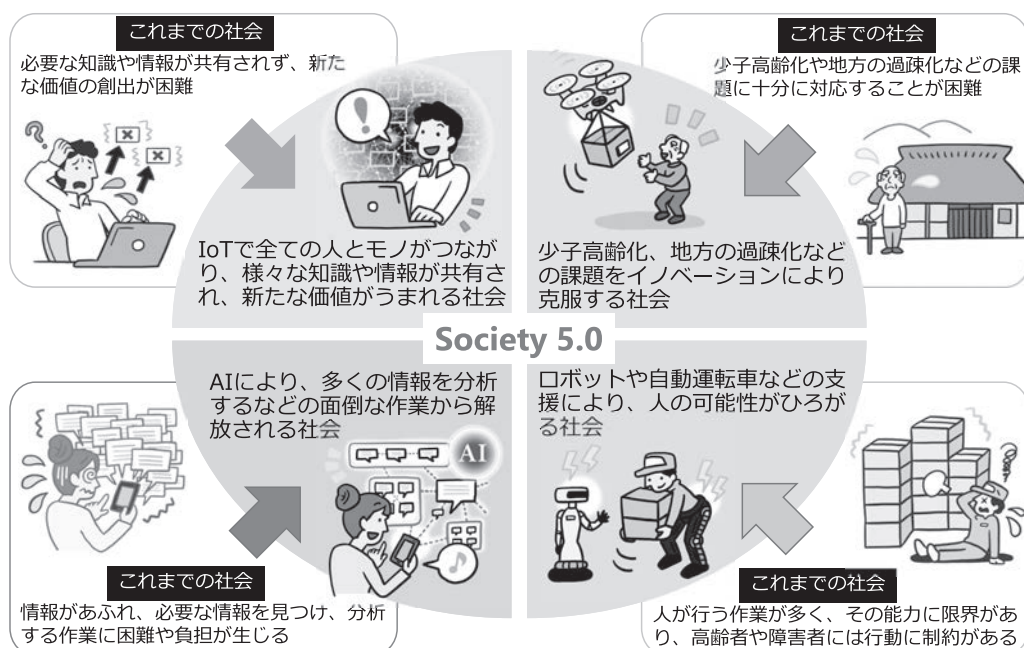 これまでの社会
必要な知識や情報が共有されず、新た
な価値の創出が困難
これまでの社会
少子高齢化や地方の過疎化などの課
題に十分に対応することが困難
IoTで全ての人とモノがつなが
り、様々な知識や情報が共有さ
れ、新たな価値がうまれる社会
少子高齢化、地方の過疎化など
の課題をイノベーションにより
克服する社会
Society 5.0
AIにより、多くの情報を分析
するなどの面倒な作業から解
放される社会
AI
ロボットや自動運転車などの支
援により、人の可能性がひろが
る社会
これまでの社会
情報があふれ、必要な情報を見つけ、分析
する作業に困難や負担が生じる
これまでの社会
人が行う作業が多く、その能力に限界があ
り、高齢者や障害者には行動に制約がある